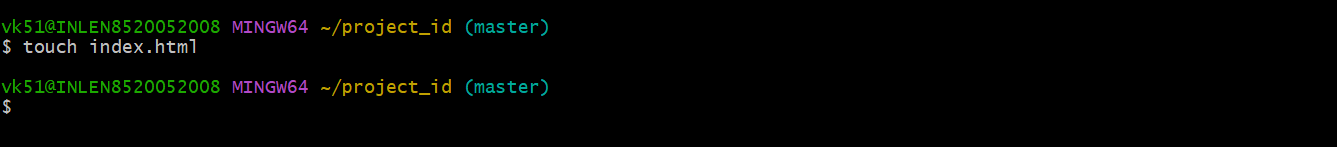 vk51@INLEN8520052008 MINGW64 ~/project_id (master)
$ touch index.html
vk51@INLEN8520052008 MINGW64 ~/project_id (master)
$